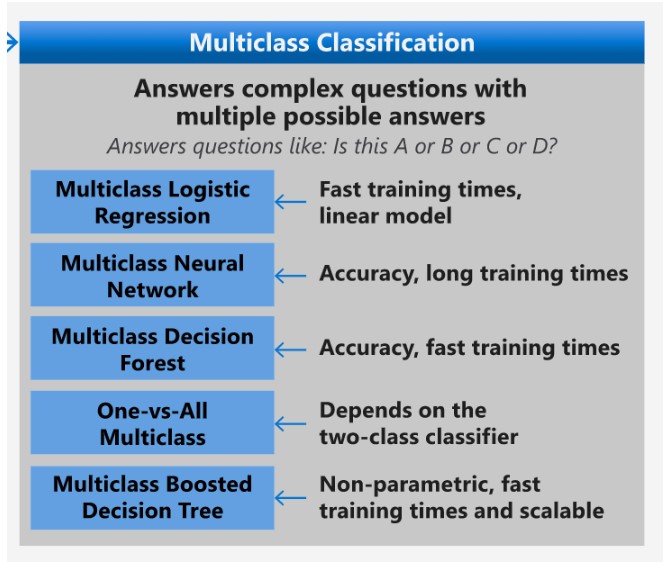 Multiclass Classification
Answers complex questions with
multiple possible answers
Answers questions like: Is this A or B or C or D?
Multiclass Logistic
Regression
Fast training times,
linear model
Multiclass Neural
Network
Accuracy, long training times
Multiclass Decision
Forest
Accuracy, fast training times
One-vs-All
Multiclass
Depends on the
two-class classifier
Multiclass Boosted
Decision Tree
Non-parametric, fast
training times and scalable